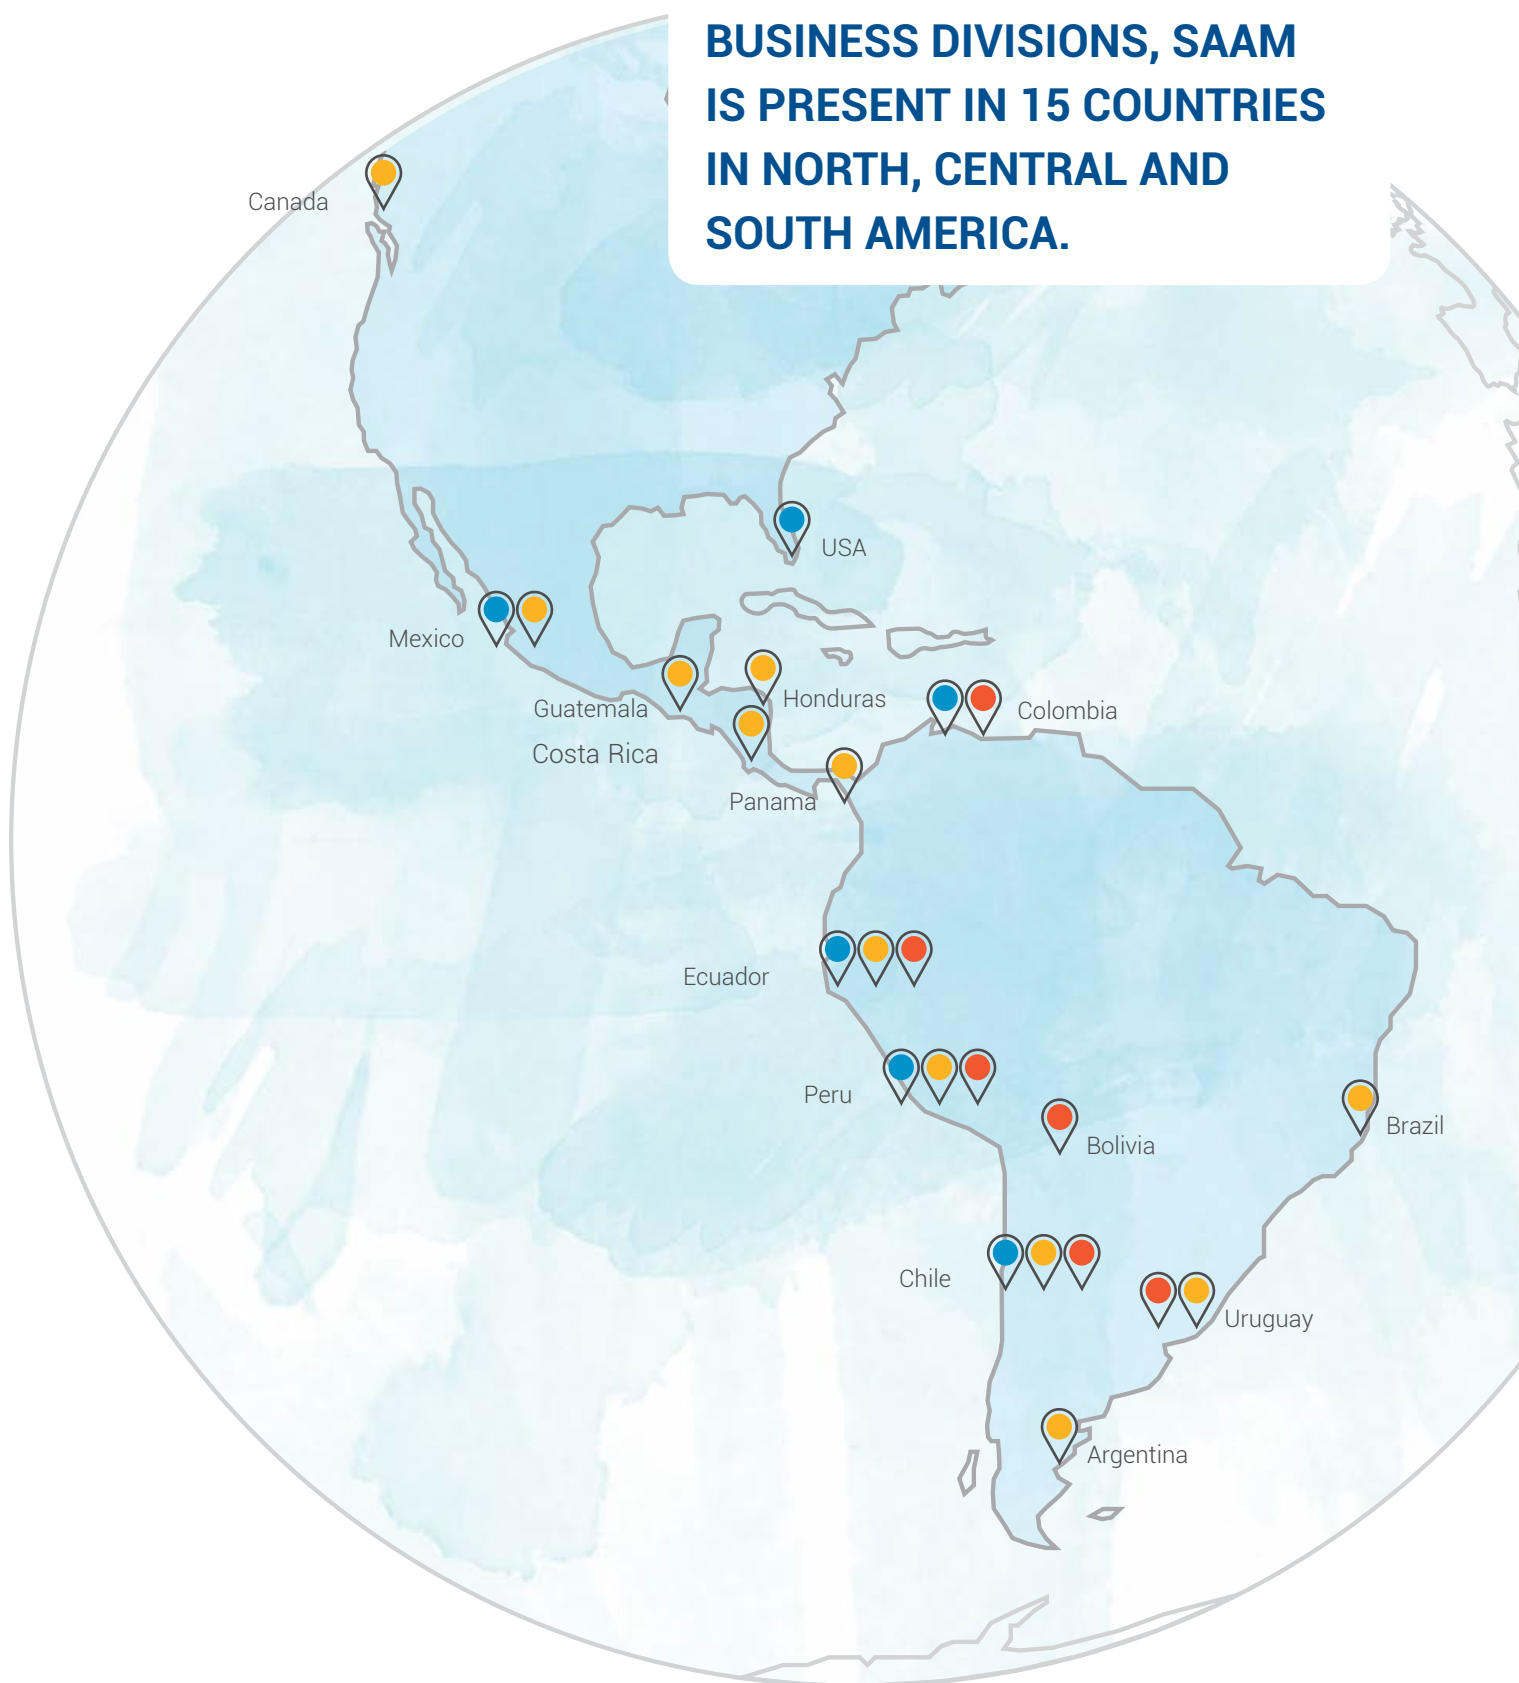 BUSINESS DIVISIONS, SAAM
IS PRESENT IN 15 COUNTRIES
IN NORTH, CENTRAL AND
SOUTH AMERICA.
Canada
USA
Mexico
Guatemala
Honduras
Colombia
Costa Rica
Panama
Ecuador
Peru
Brazil
Bolivia
Chile
Uruguay
Argentina